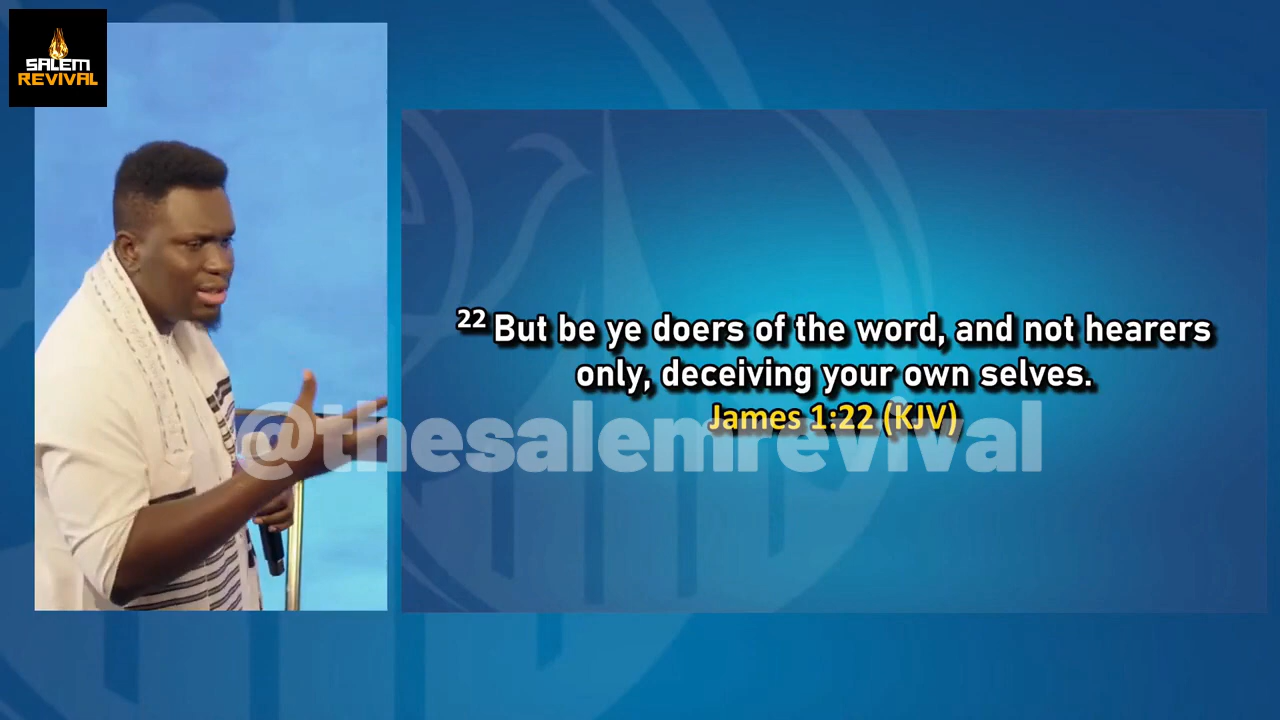 SALEM
REVIVAL
22 But be ye doers of the word, and not hearers
only, deceiving your own selves.
James 1:22 (KJV)
@thesalemrevival